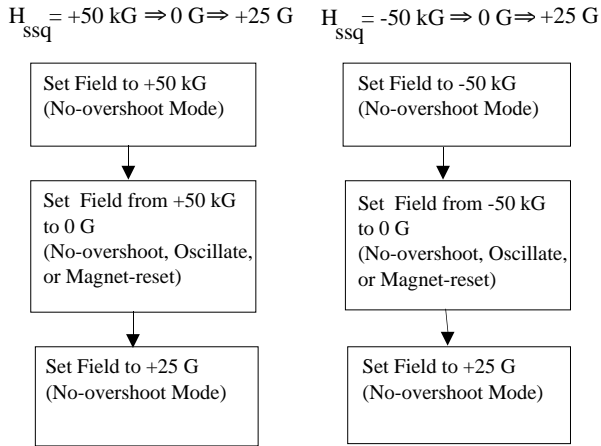 H_ssq = +50 kG ⇒ 0 G ⇒ +25 G
Set Field to +50 kG
(No-overshoot Mode)
Set Field from +50 kG
to 0 G
(No-overshoot, Oscillate,
or Magnet-reset)
Set Field to +25 G
(No-overshoot Mode)
H_ssq = -50 kG ⇒ 0 G ⇒ +25 G
Set Field to -50 kG
(No-overshoot Mode)
Set Field from -50 kG
to 0 G
(No-overshoot, Oscillate,
or Magnet-reset)
Set Field to +25 G
(No-overshoot Mode)